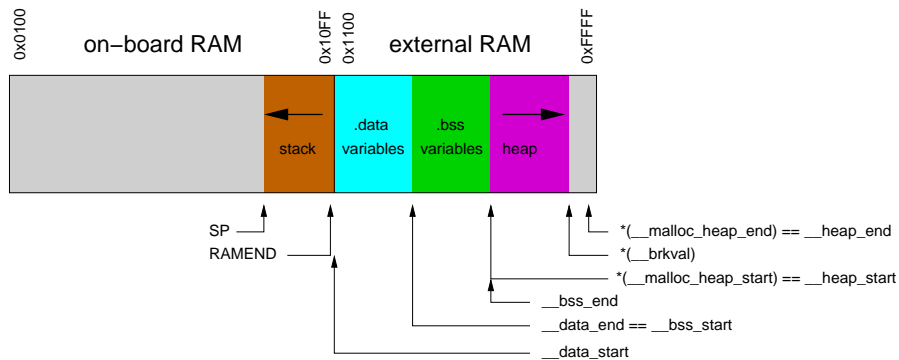 0x0100
on−board RAM
0x10FF
0x1100
external RAM
0xFFFF
stack
.data
variables
.bss
variables
heap
SP
RAMEND
*(__malloc_heap_end) == __heap_end
*(__brkval)
*(__malloc_heap_start) == __heap_start
__bss_end
__data_end == __bss_start
__data_start